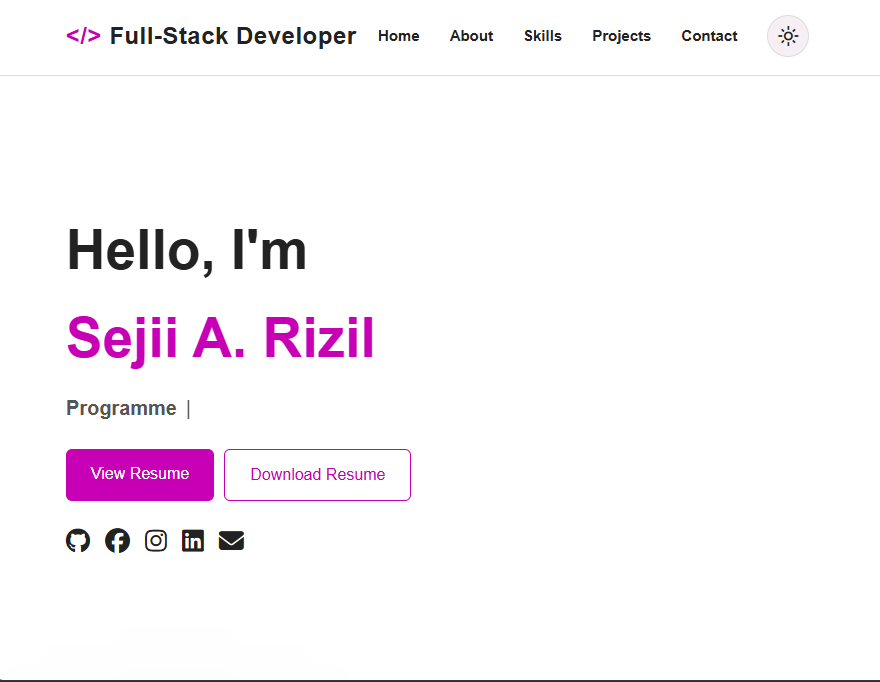 </> Full-Stack Developer Home About Skills Projects Contact
Hello, I'm
Sejii A. Rizil
Programme |
View Resume Download Resume